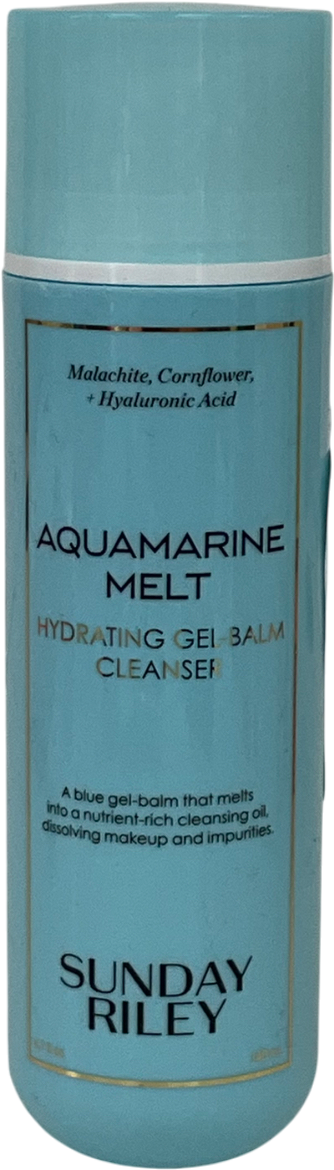 Malachite, Cornflower,
+ Hyaluronic Acid
AQUAMARINE
MELT
HYDRATING GEL-BALM
CLEANSER
A blue gel-balm that melts
into a nutrient-rich cleansing oil,
dissolving makeup and impurities.
SUNDAY
RILEY